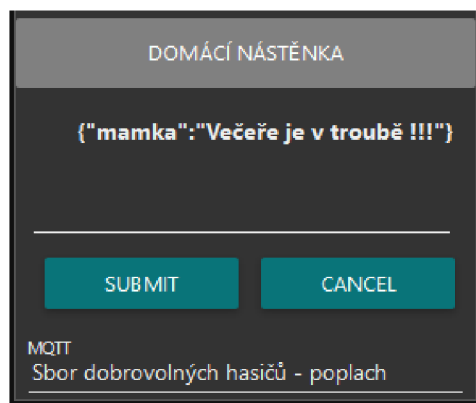 DOMÁCÍ NÁSTĚNKA
{"mamka":"Večeře je v troubě !!!"}
SUBMIT CANCEL
MQTT
Sbor dobrovolných hasičů - poplach